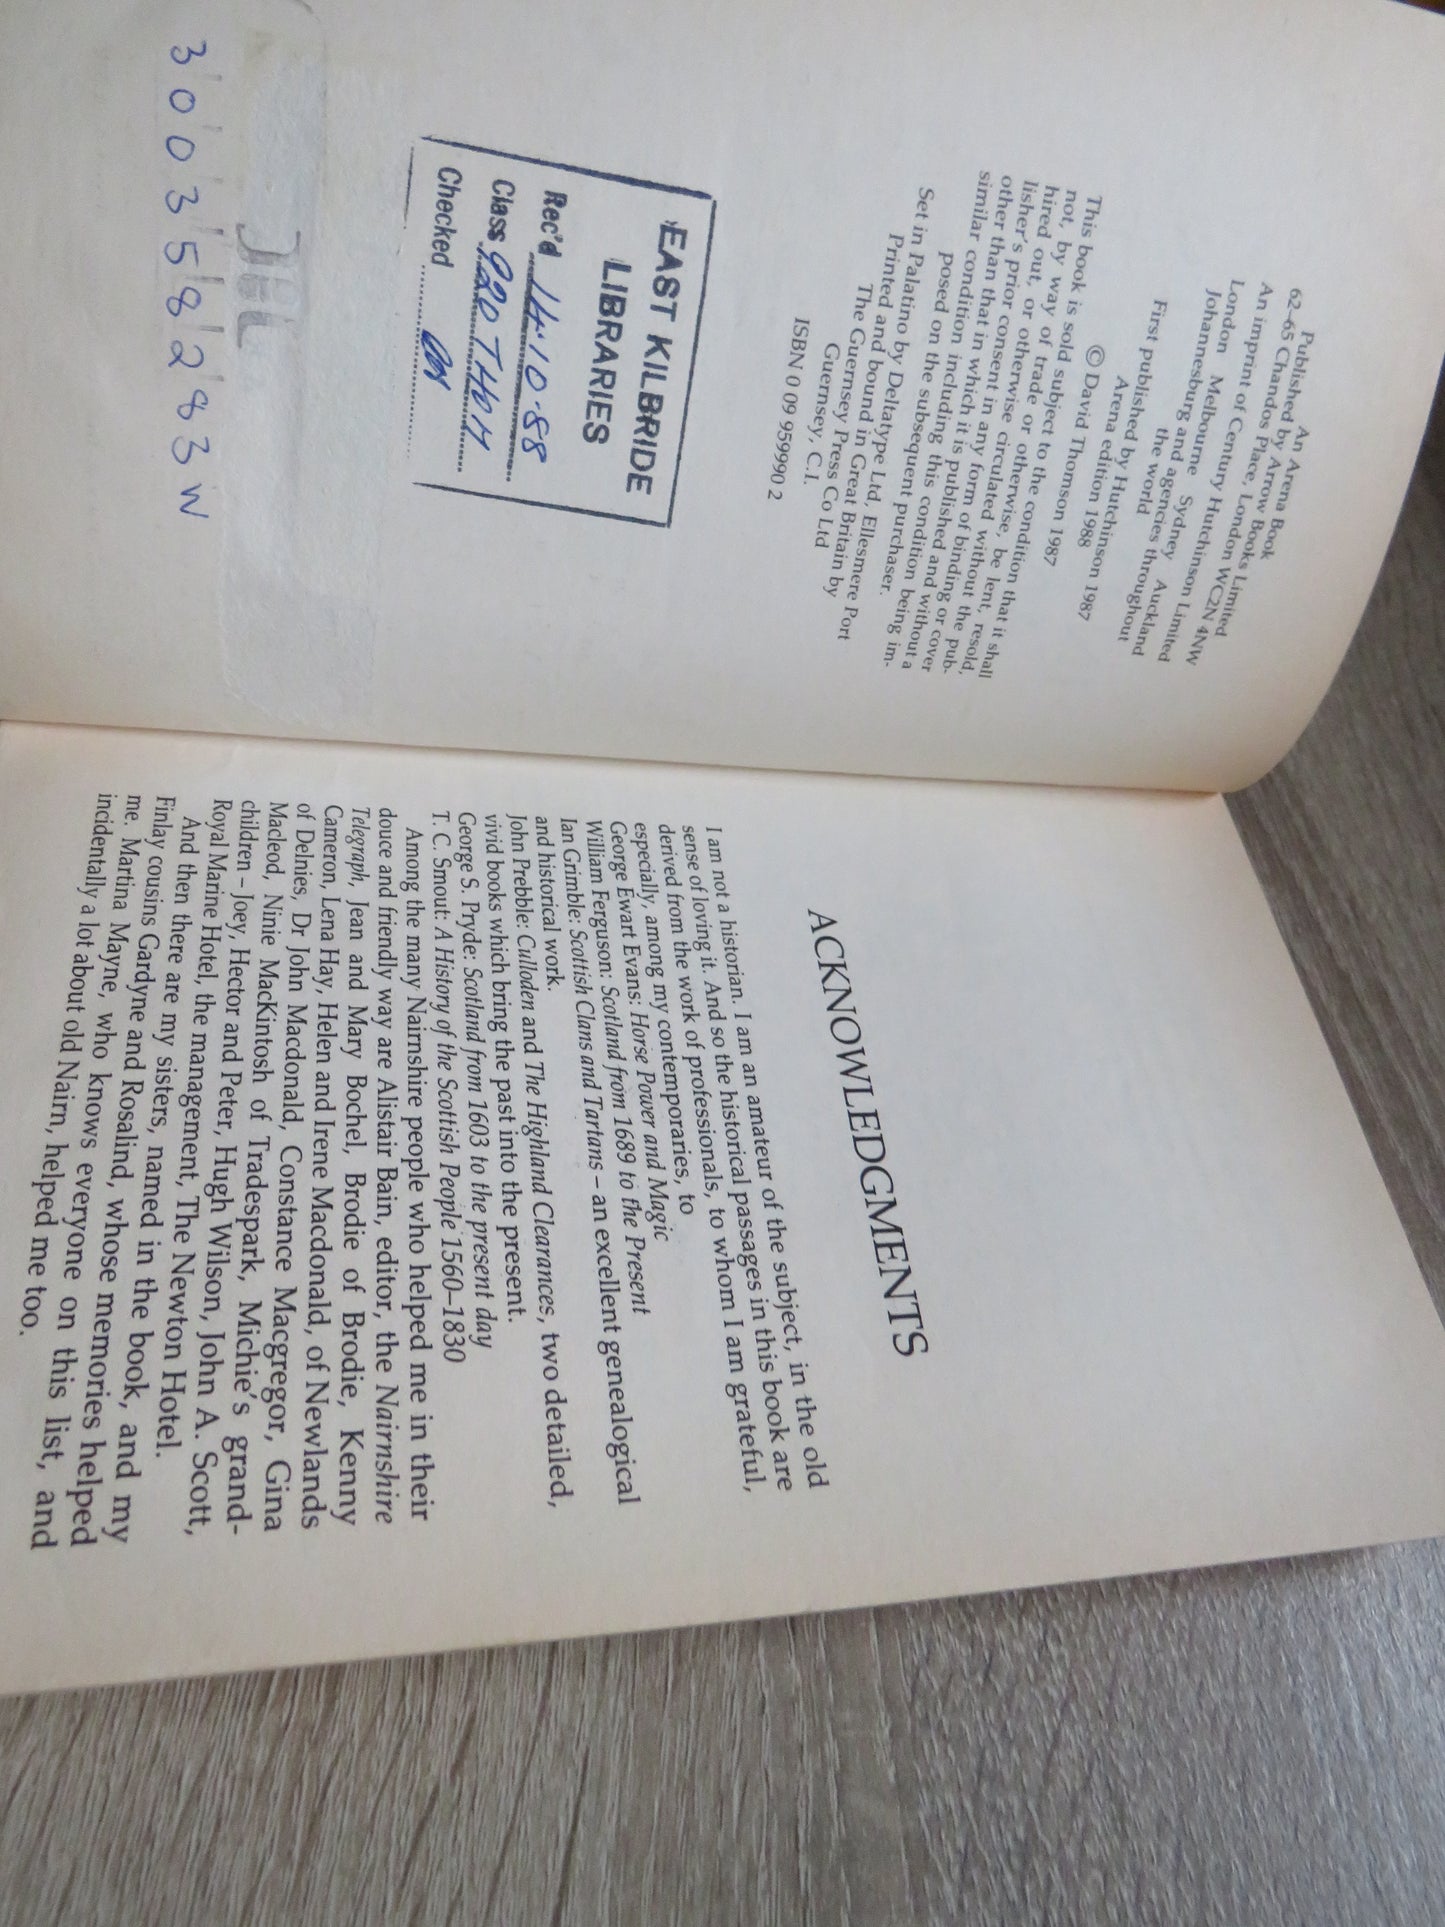 An Arena Book
Published by Arrow Books Limited
62–65 Chandos Place, London WC2N 4NW
An imprint of Century Hutchinson Limited
London Melbourne Sydney Auckland
Johannesburg and agencies throughout
the world
First published by Hutchinson 1987
Arena edition 1988
© David Thomson 1987
This book is sold subject to the condition that it shall
not, by way of trade or otherwise, be lent, resold,
hired out, or otherwise circulated without the pub-
lisher's prior consent in any form of binding or cover
other than that in which it is published and without a
similar condition including this condition being im-
posed on the subsequent purchaser.
Set in Palatino by Deltatype Ltd, Ellesmere Port
Printed and bound in Great Britain by
The Guernsey Press Co Ltd
Guernsey, C.I.
ISBN 0 09 959990 2
EAST KILBRIDE
LIBRARIES
Rec'd 14.10.88
Class 920 THOM
Checked
300358283W
ACKNOWLEDGMENTS
I am not a historian. I am an amateur of the subject, in the old
sense of loving it. And so the historical passages in this book are
derived from the work of professionals, to whom I am grateful,
especially, among my contemporaries, to
George Ewart Evans: Horse Power and Magic
William Ferguson: Scotland from 1689 to the Present
Ian Grimble: Scottish Clans and Tartans – an excellent genealogical
and historical work.
John Prebble: Culloden and The Highland Clearances, two detailed,
vivid books which bring the past into the present.
George S. Pryde: Scotland from 1603 to the present day
T. C. Smout: A History of the Scottish People 1560–1830
Among the many Nairnshire people who helped me in their
douce and friendly way are Alistair Bain, editor, the Nairnshire
Telegraph, Jean and Mary Bochel, Brodie of Brodie, Kenny
Cameron, Lena Hay, Helen and Irene Macdonald, of Newlands
of Delnies, Dr John Macdonald, Constance Macgregor, Gina
Macleod, Ninie MacKintosh of Tradespark, Michie's grand-
children – Joey, Hector and Peter, Hugh Wilson, John A. Scott,
Royal Marine Hotel, the management, The Newton Hotel.
And then there are my sisters, named in the book, and my
Finlay cousins Gardyne and Rosalind, whose memories helped
me. Martina Mayne, who knows everyone on this list, and
incidentally a lot about old Nairn, helped me too.